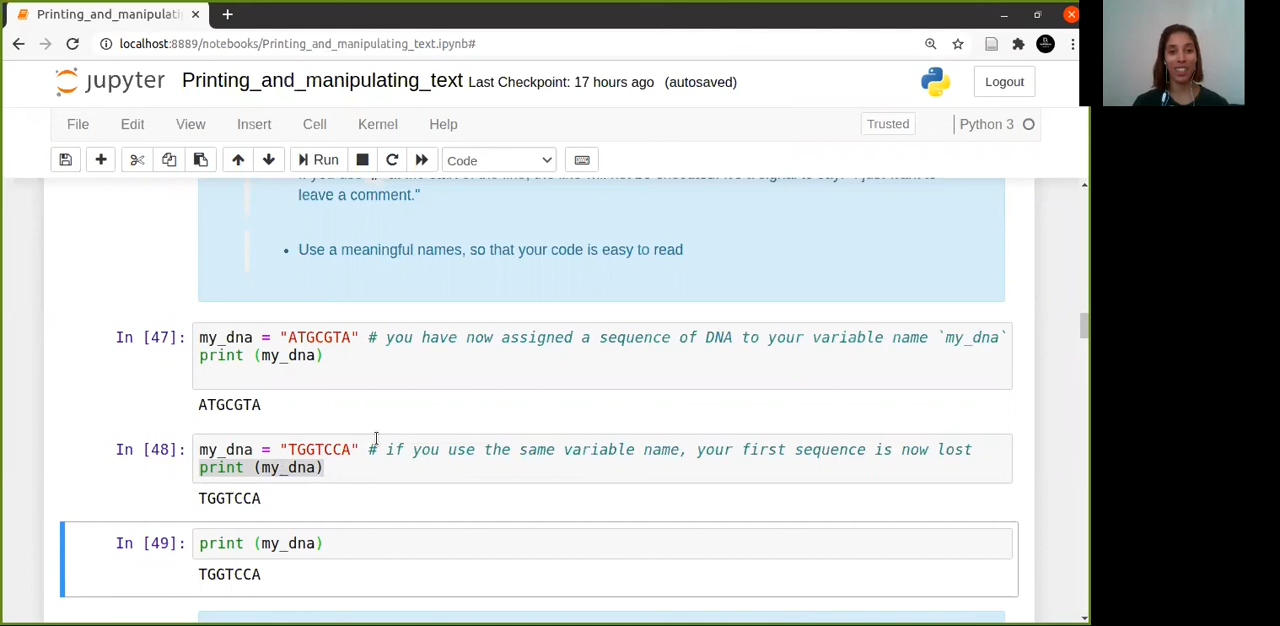 Printing_and_manipulati
localhost:8889/notebooks/Printing_and_manipulating_text.ipynb#
jupyter Printing_and_manipulating_text Last Checkpoint: 17 hours ago (autosaved)
Logout
File Edit View Insert Cell Kernel Help
Trusted
Python 3
Run
Code
leave a comment."
• Use a meaningful names, so that your code is easy to read
In [47]: my_dna = "ATGCGTA" # you have now assigned a sequence of DNA to your variable name `my_dna`
print (my_dna)
ATGCGTA
In [48]: my_dna = "TGGTCCA" # if you use the same variable name, your first sequence is now lost
print (my_dna)
TGGTCCA
In [49]: print (my_dna)
TGGTCCA